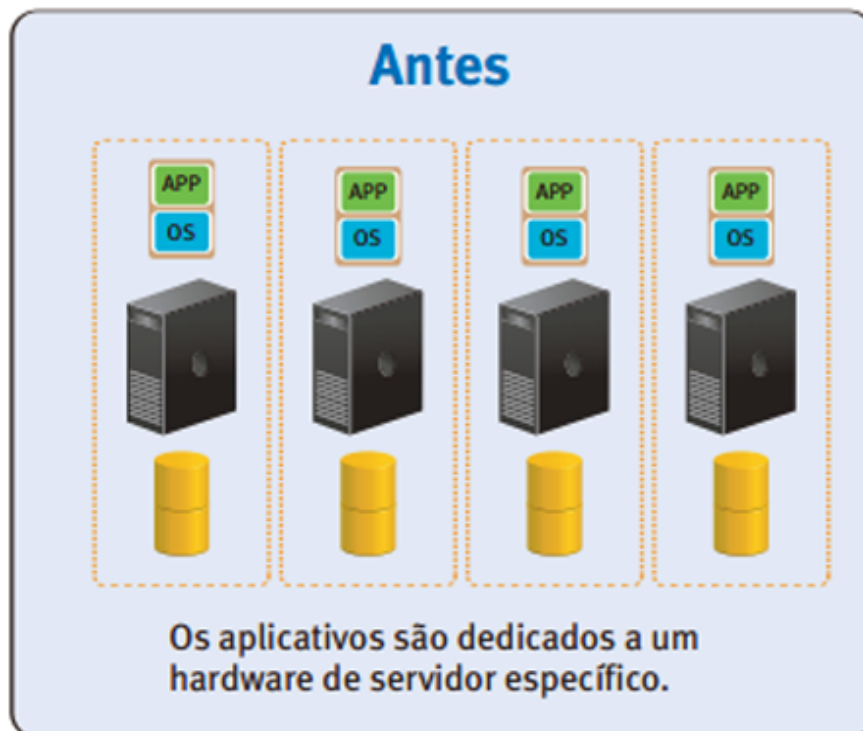 Antes
APP APP APP APP
OS OS OS OS
Os aplicativos são dedicados a um
hardware de servidor específico.